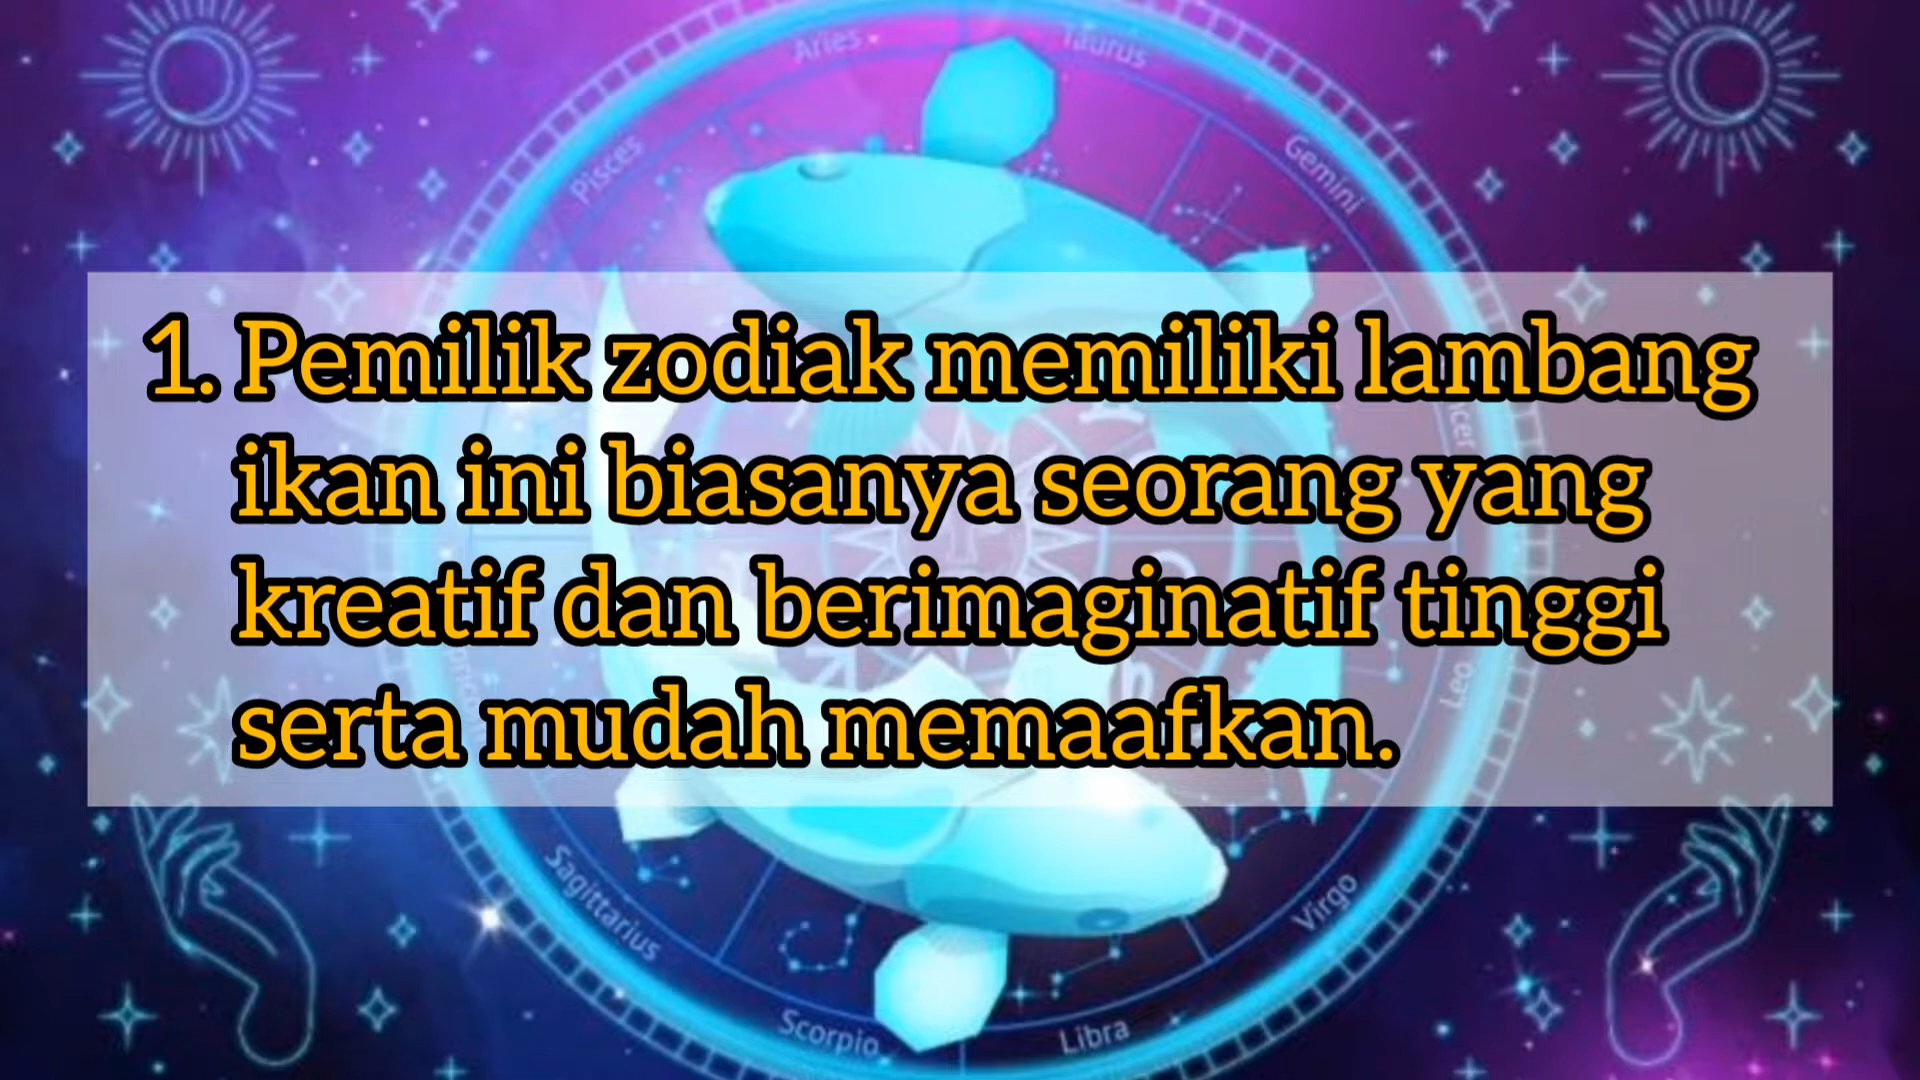 Aries
Taurus
Pisces
Gemini
1. Pemilik zodiak memiliki lambang
ikan ini biasanya seorang yang
kreatif dan berimaginatif tinggi
serta mudah memaafkan.
Leo
Sagittarius
Virgo
Scorpio
Libra